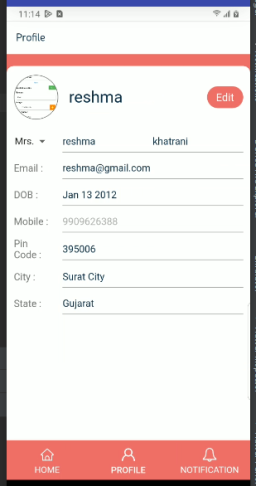 11:14
Profile
reshma
Edit
Mrs. reshma khatrani
Email : reshma@gmail.com
DOB : Jan 13 2012
Mobile : 9909626388
Pin
Code : 395006
City : Surat City
State : Gujarat
HOME PROFILE NOTIFICATION